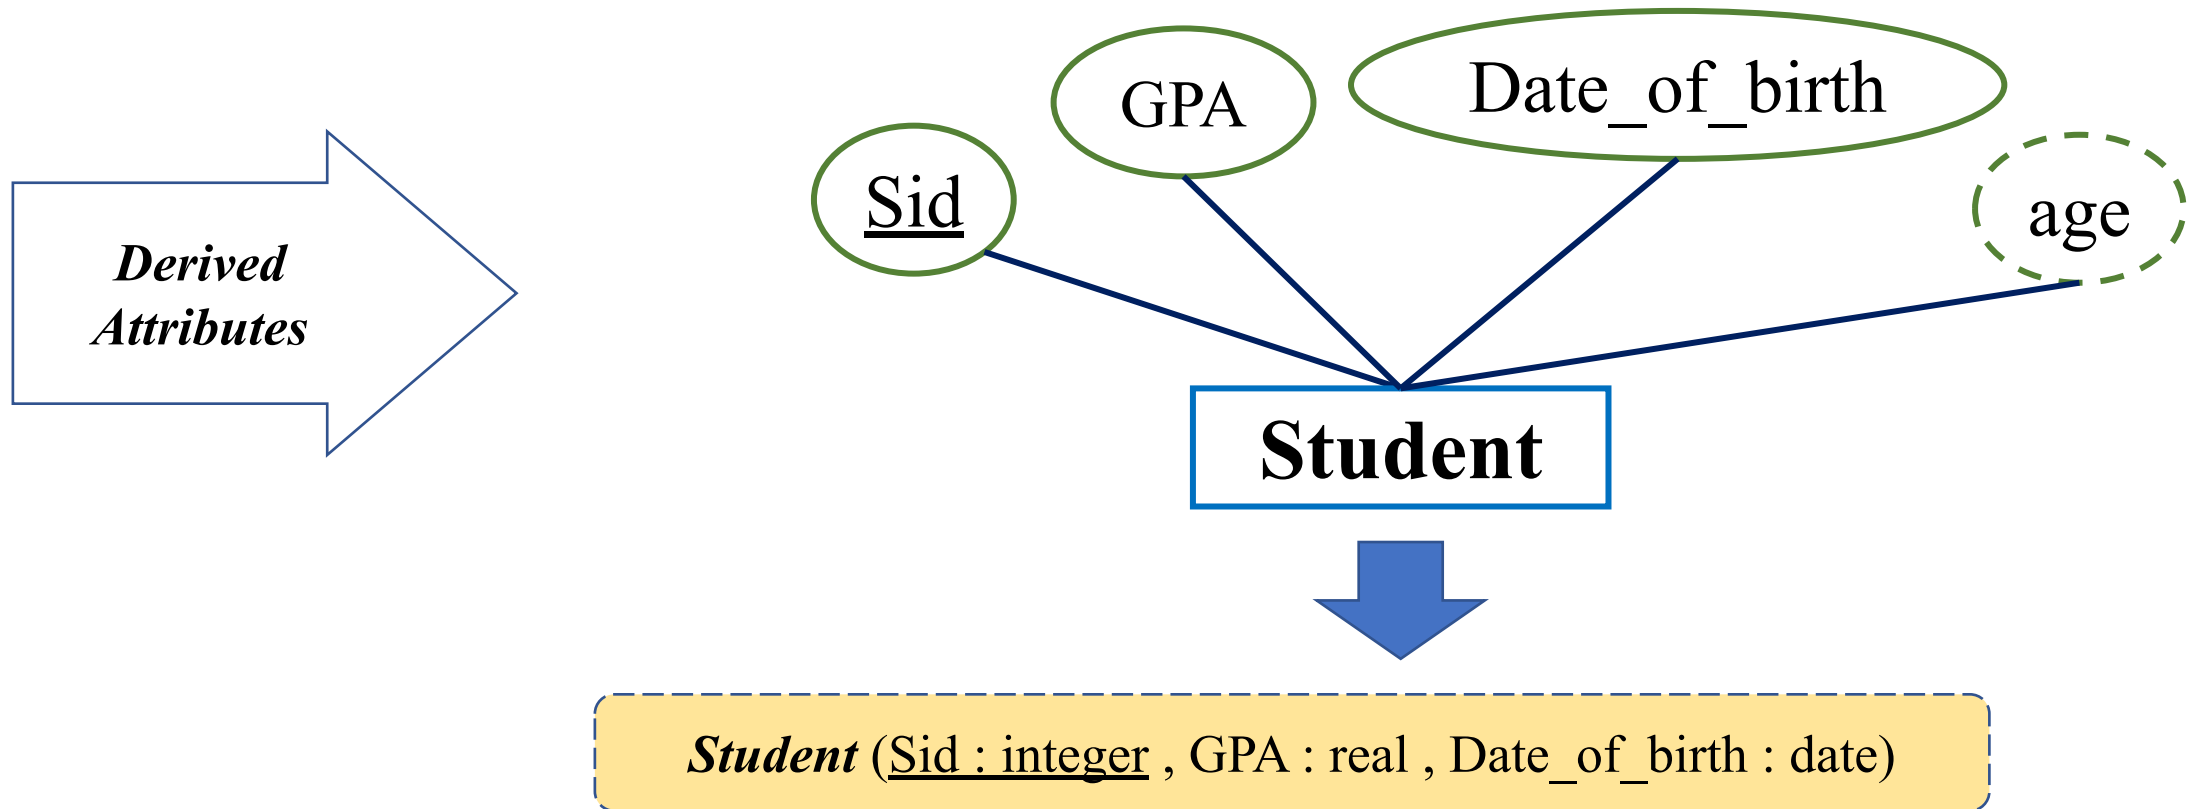 Derived
Attributes
Sid
GPA
Date_of_birth
age
Student
Student (Sid : integer , GPA : real , Date_of_birth : date)